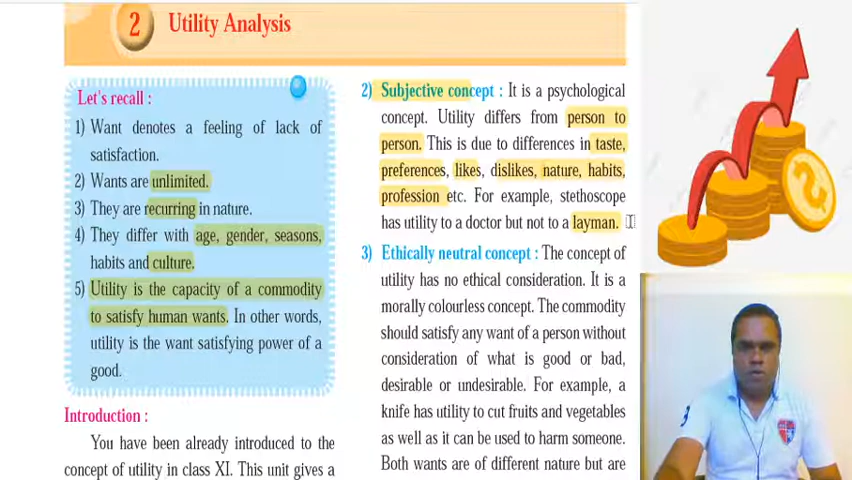 2
Utility Analysis
Let's recall :
1) Want denotes a feeling of lack of
satisfaction.
2) Wants are unlimited.
3) They are recurring in nature.
4) They differ with age, gender, seasons,
habits and culture.
5) Utility is the capacity of a commodity
to satisfy human wants. In other words,
utility is the want satisfying power of a
good.
Introduction :
You have been already introduced to the
concept of utility in class XI. This unit gives a
2) Subjective concept : It is a psychological
concept. Utility differs from person to
person. This is due to differences in taste,
preferences, likes, dislikes, nature, habits,
profession etc. For example, stethoscope
has utility to a doctor but not to a layman.
3) Ethically neutral concept : The concept of
utility has no ethical consideration. It is a
morally colourless concept. The commodity
should satisfy any want of a person without
consideration of what is good or bad,
desirable or undesirable. For example, a
knife has utility to cut fruits and vegetables
as well as it can be used to harm someone.
Both wants are of different nature but are